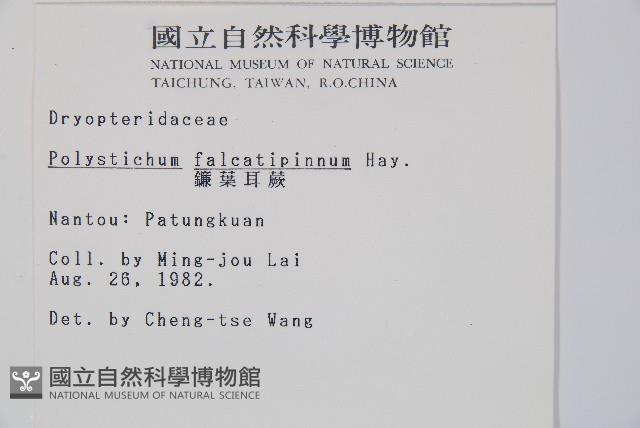 國立自然科學博物館
NATIONAL MUSEUM OF NATURAL SCIENCE
TAICHUNG, TAIWAN, R.O.CHINA
Dryopteridaceae
Polystichum falcatipinnum Hay.
鐮葉耳蕨
Nantou: Patungkuan
Coll. by Ming-jou Lai
Aug. 26, 1982.
Det. by Cheng-tse Wang
國立自然科學博物館
NATIONAL MUSEUM OF NATURAL SCIENCE